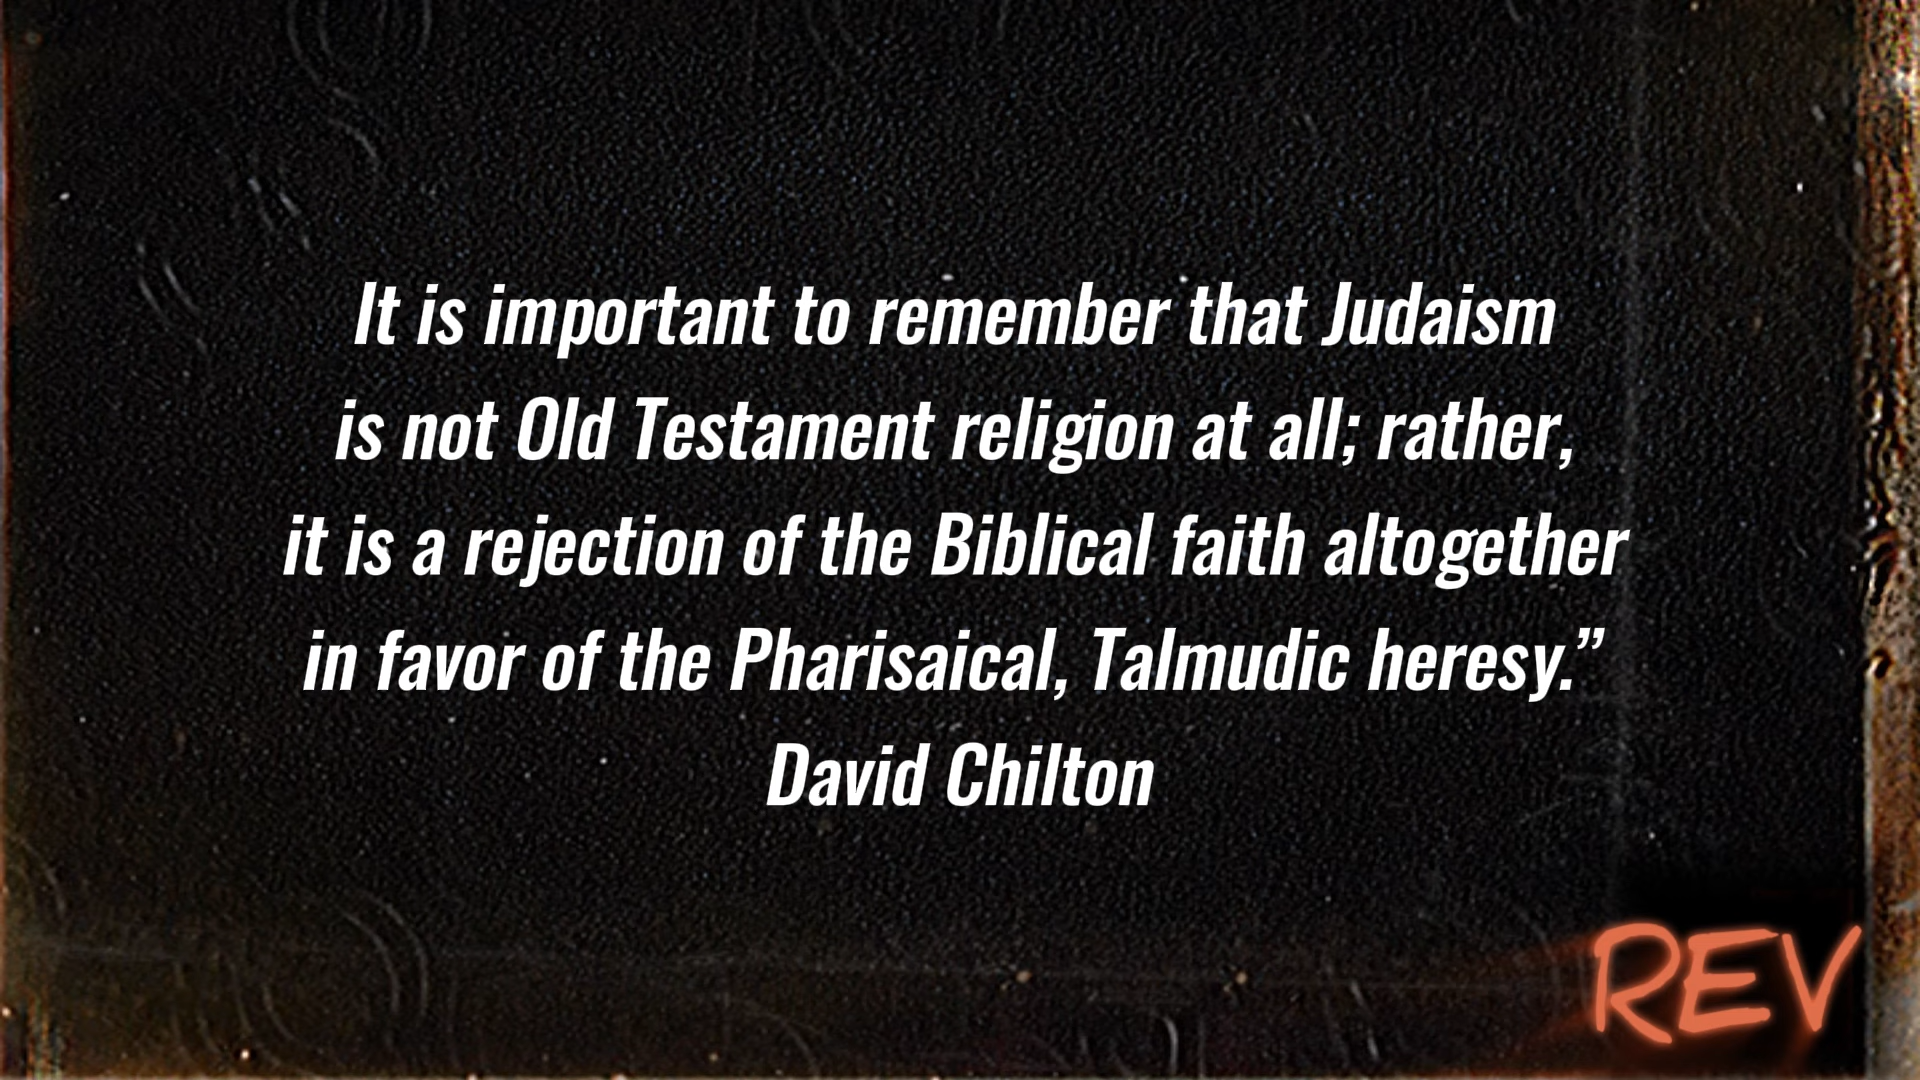 It is important to remember that Judaism
is not Old Testament religion at all; rather,
it is a rejection of the Biblical faith altogether
in favor of the Pharisaical, Talmudic heresy.”
David Chilton
REV